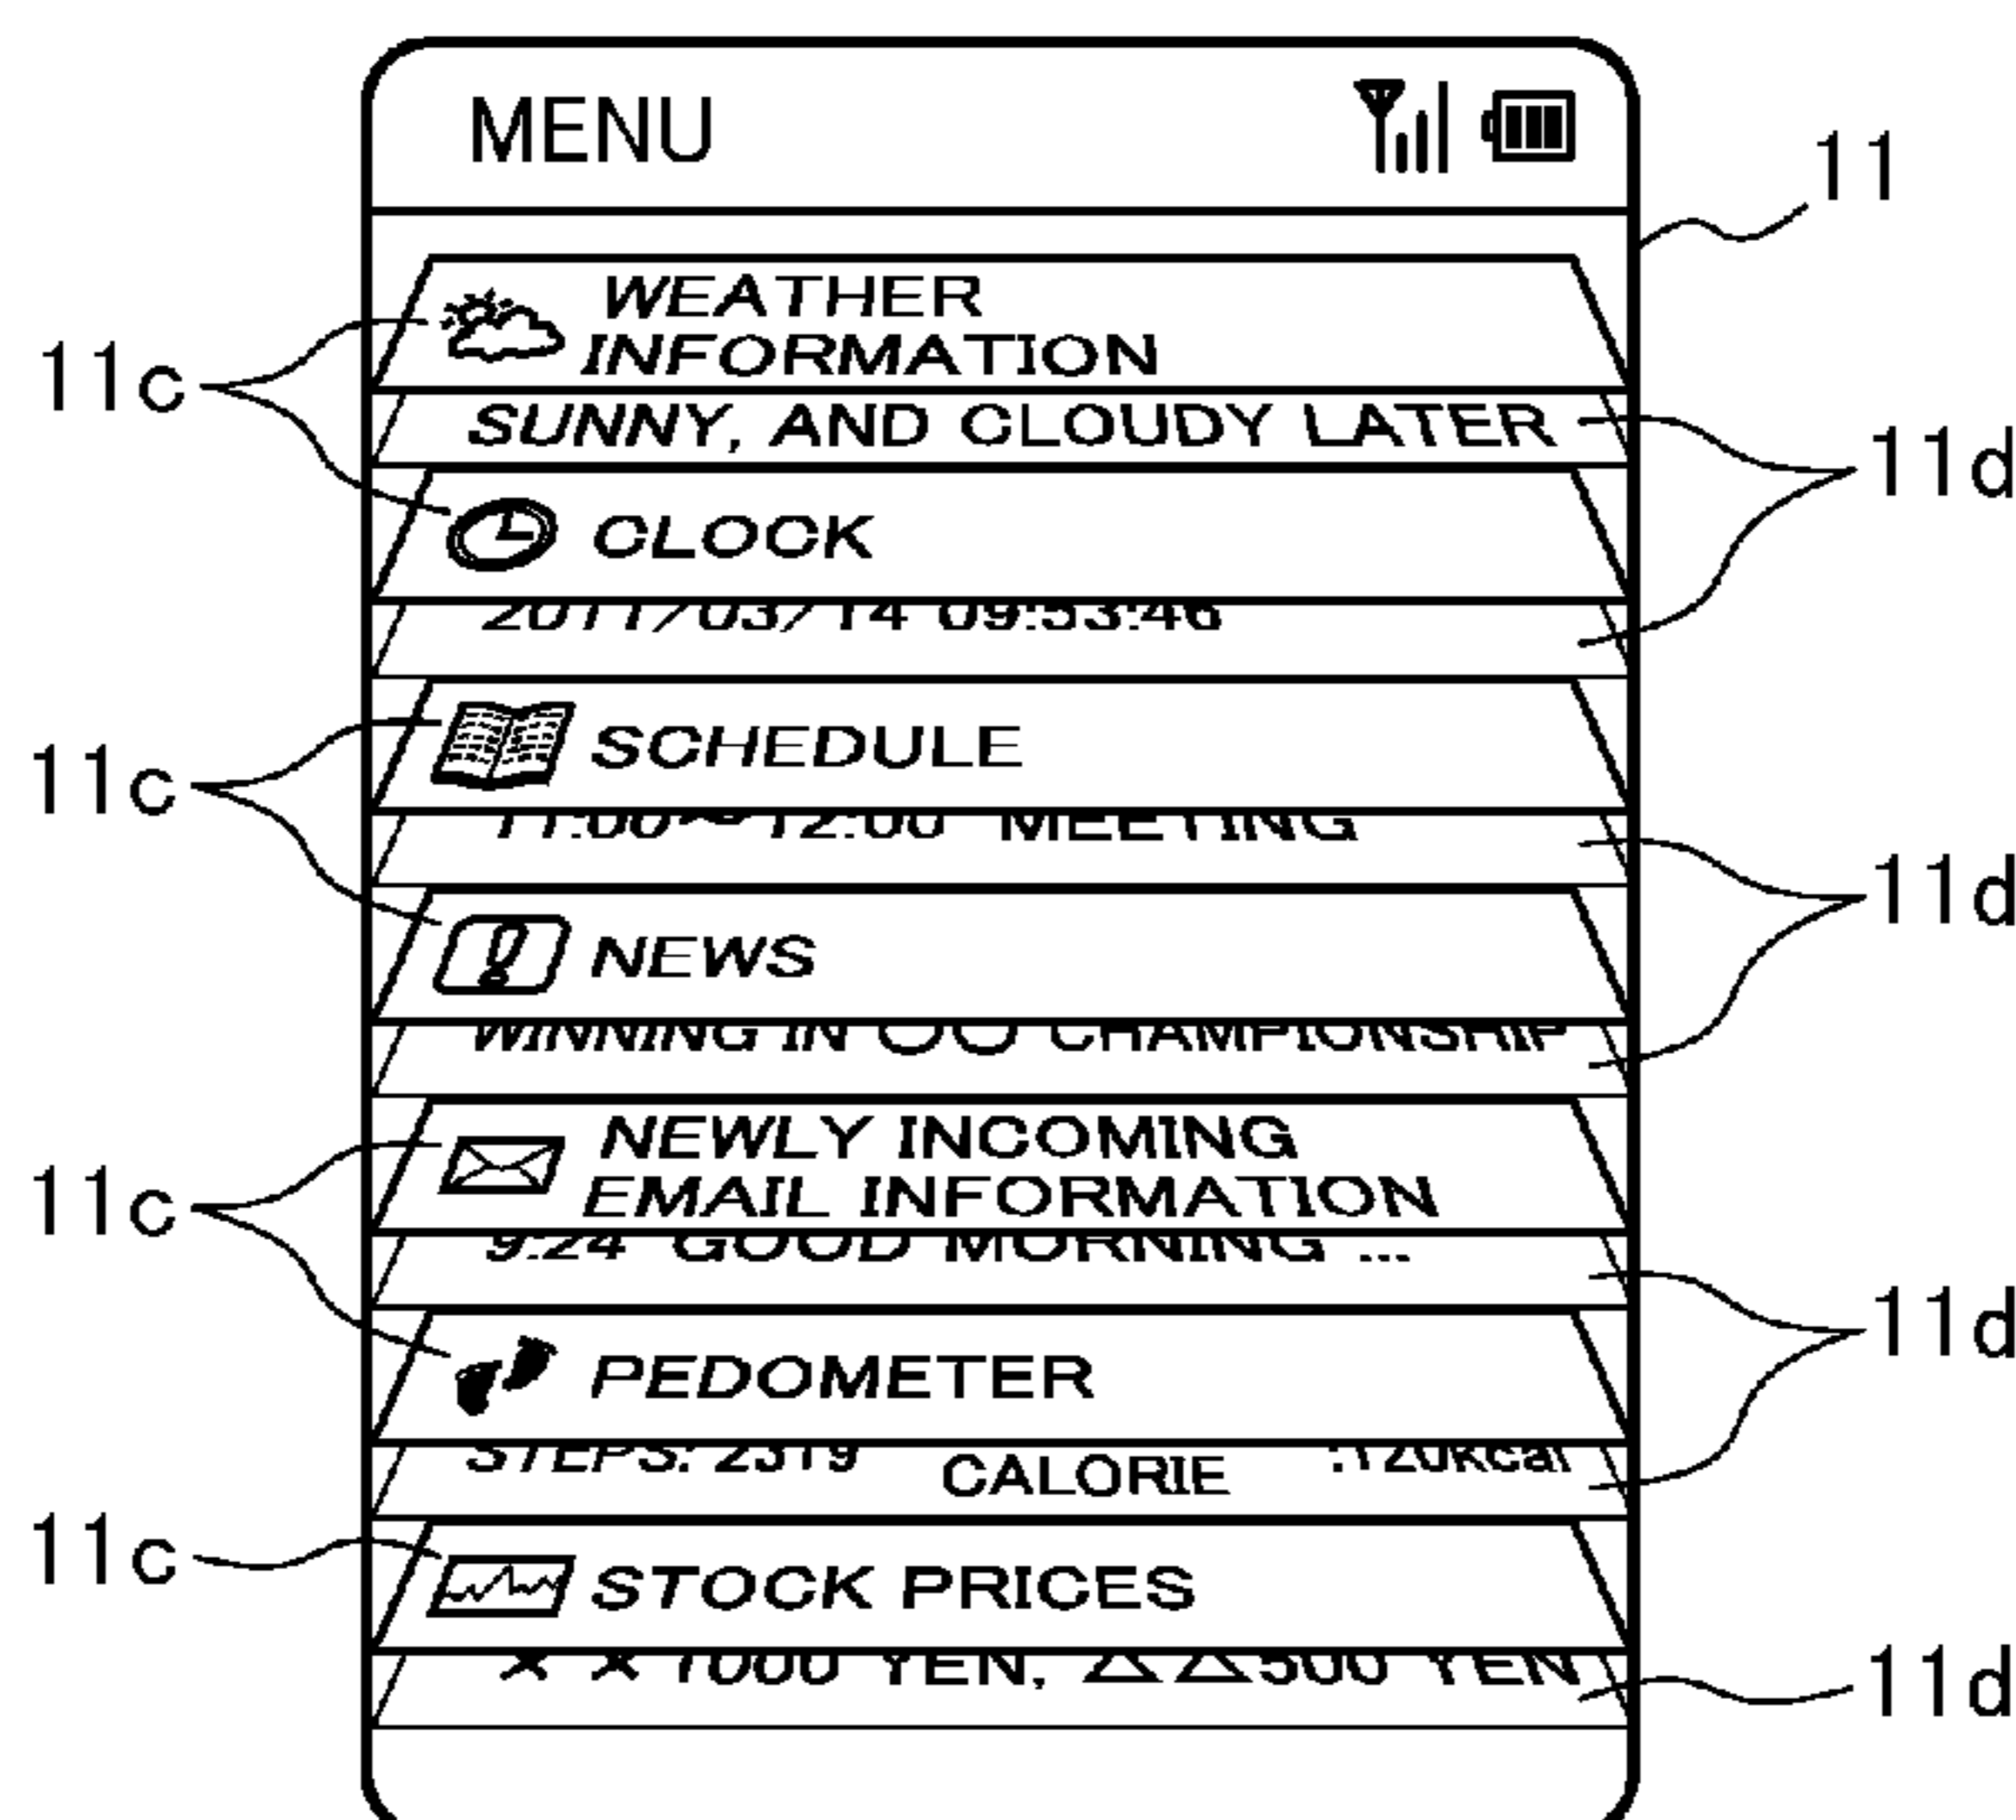 MENU
11
WEATHER
INFORMATION
11c
SUNNY, AND CLOUDY LATER
11d
CLOCK
2011/03/14 09:53:46
SCHEDULE
11c
11:00~12:00 MEETING
11d
NEWS
WINNING IN ○○ CHAMPIONSHIP
NEWLY INCOMING
EMAIL INFORMATION
11c
9:24 GOOD MORNING ...
11d
PEDOMETER
STEPS: 2319 CALORIE :120kcal
11c
STOCK PRICES
××1000 YEN, △△500 YEN
11d